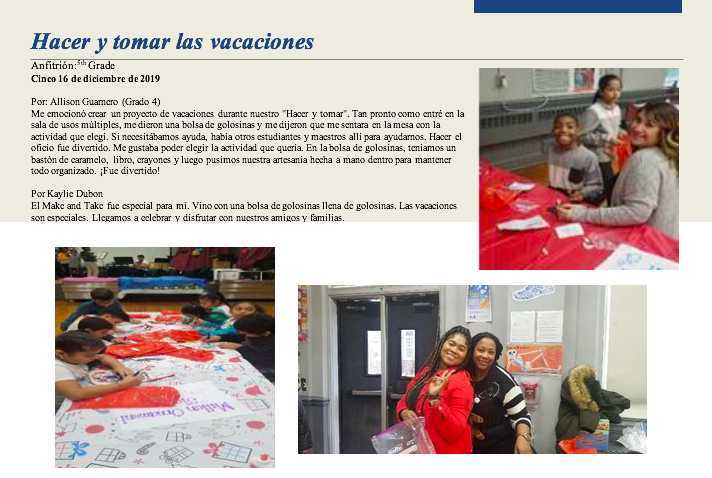 Hacer y tomar las vacaciones
Anfitrión:5th Grade
Cinco 16 de diciembre de 2019
Por: Allison Guarnero (Grado 4)
Me emocionó crear un proyecto de vacaciones durante nuestro "Hacer y tomar". Tan pronto como entré en la
sala de usos múltiples, me dieron una bolsa de golosinas y me dijeron que me sentara en la mesa con la
actividad que elegí. Si necesitábamos ayuda, había otros estudiantes y maestros allí para ayudarnos. Hacer el
oficio fue divertido. Me gustaba poder elegir la actividad que quería. En la bolsa de golosinas, teníamos un
bastón de caramelo, libro, crayones y luego pusimos nuestra artesanía hecha a mano dentro para mantener
todo organizado. ¡Fue divertido!
Por Kaylie Dubon
El Make and Take fue especial para mí. Vino con una bolsa de golosinas llena de golosinas. Las vacaciones
son especiales. Llegamos a celebrar y disfrutar con nuestros amigos y familias.